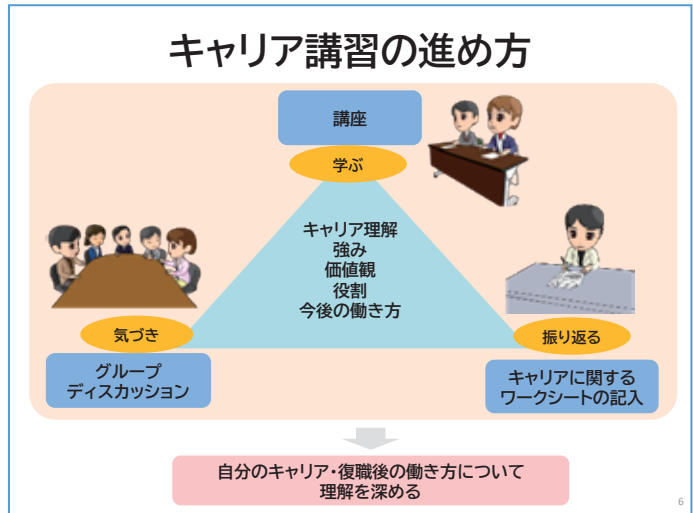 キャリア講習の進め方
講座
学ぶ
キャリア理解
強み
価値観
役割
今後の働き方
気づき
グループ
ディスカッション
振り返る
キャリアに関する
ワークシートの記入
自分のキャリア・復職後の働き方について
理解を深める
6